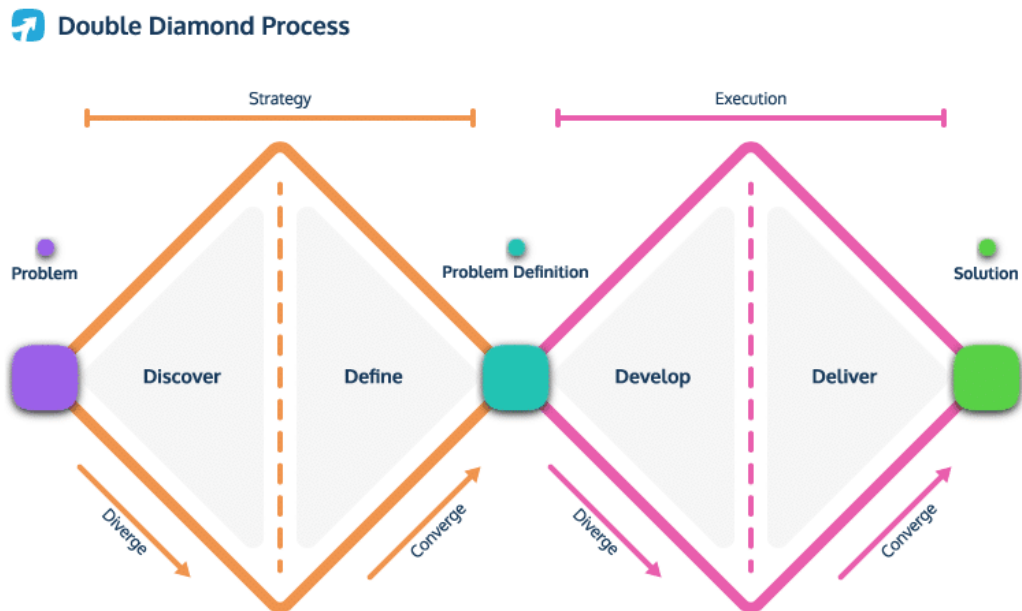 Double Diamond Process
Strategy
Execution
Problem
Problem Definition
Solution
Discover
Define
Develop
Deliver
Diverge
Converge
Diverge
Converge